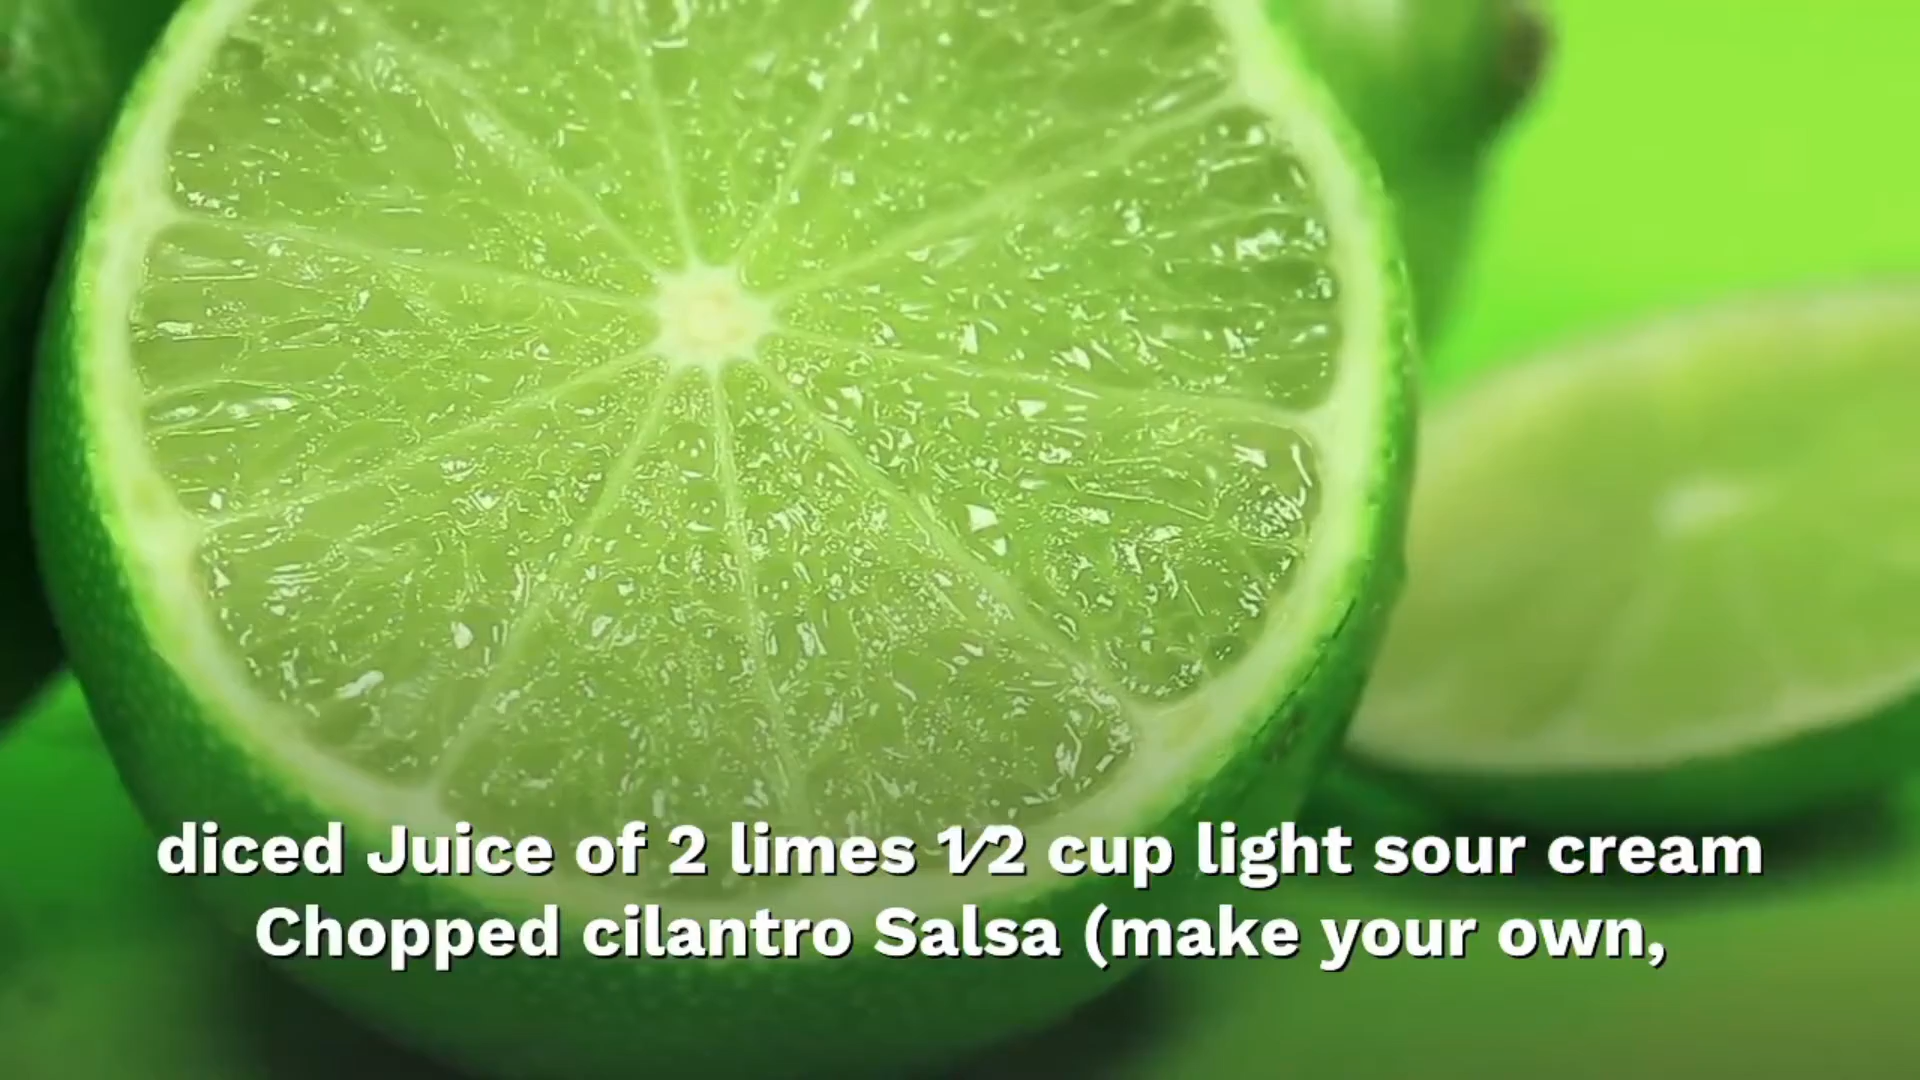 diced Juice of 2 limes 1⁄2 cup light sour cream
Chopped cilantro Salsa (make your own,